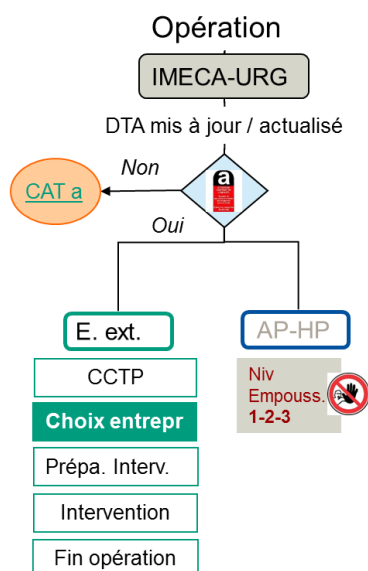 Opération
IMECA-URG
DTA mis à jour / actualisé
Non
CAT a
a
Oui
E. ext.
AP-HP
CCTP
Niv
Empouss.
1-2-3
Choix entrepr
Prépa. Interv.
Intervention
Fin opération